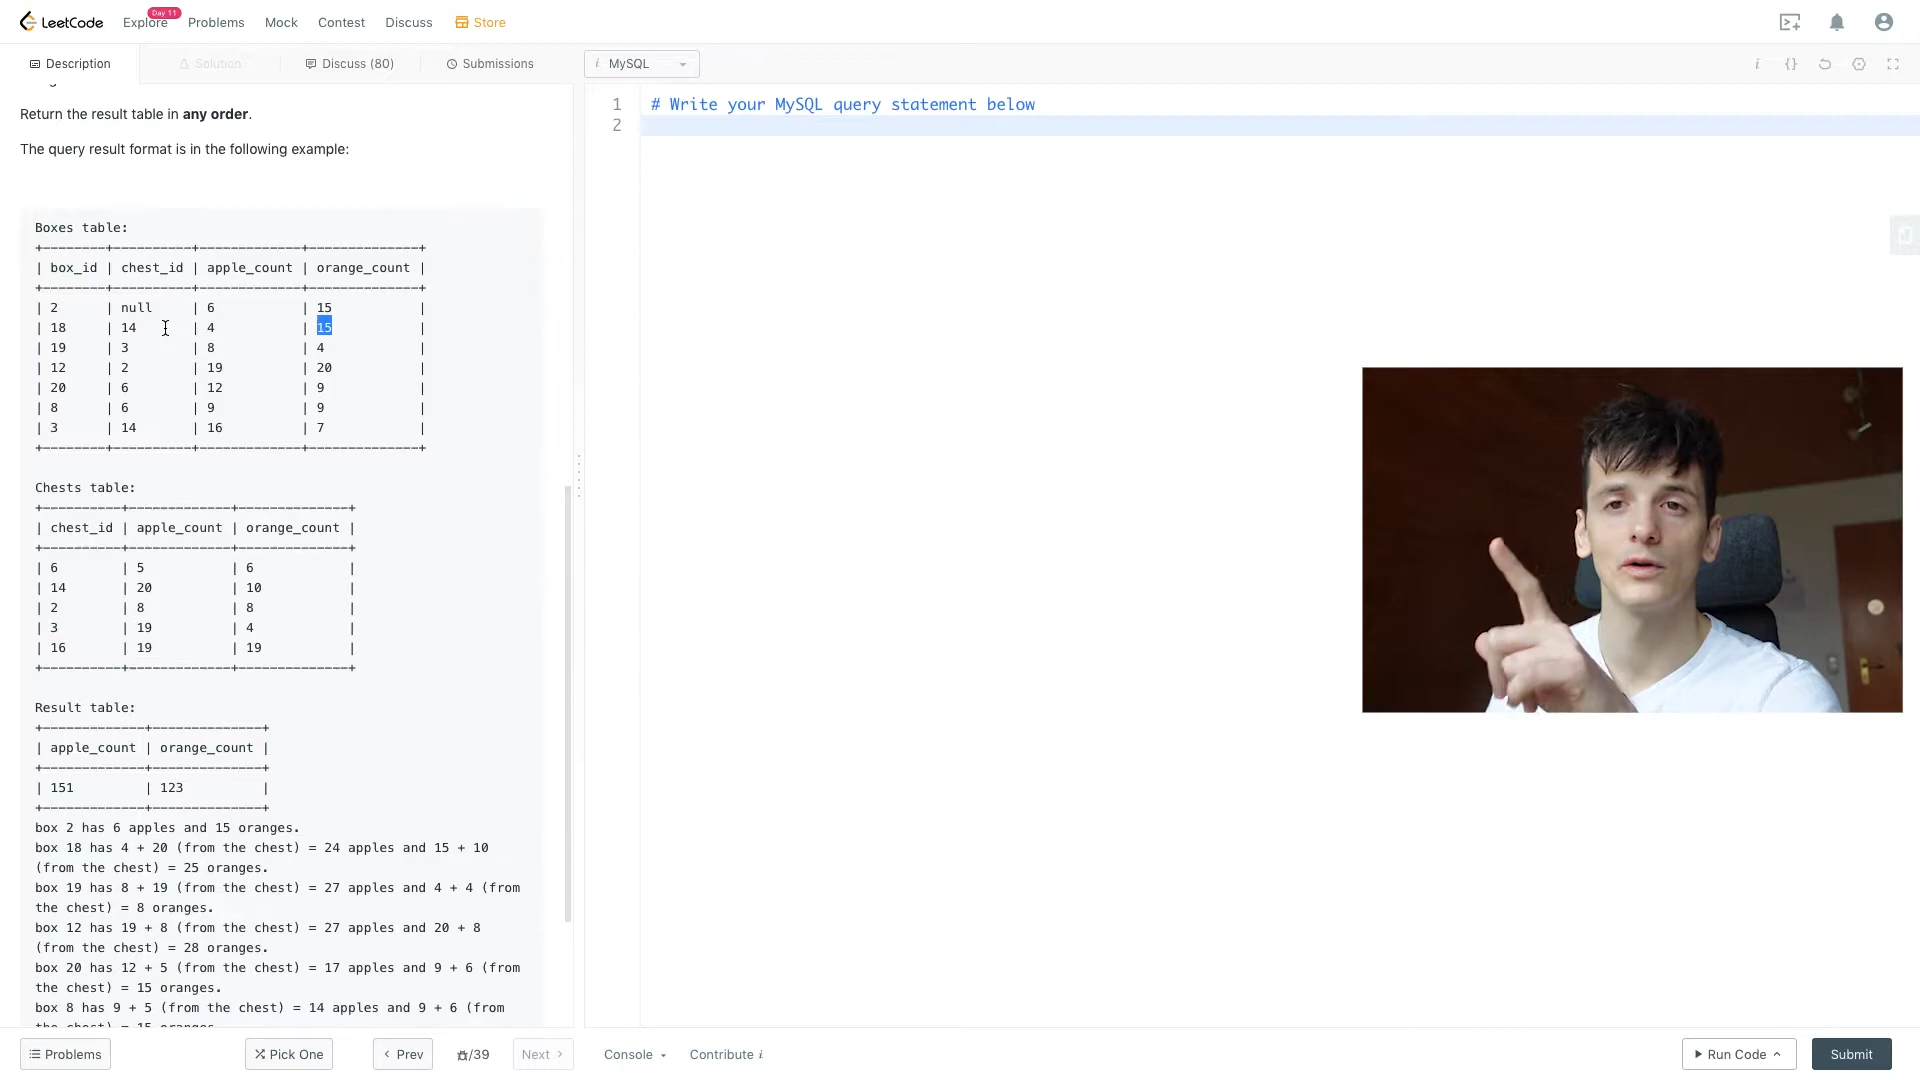 LeetCode Explore Day 11 Problems Mock Contest Discuss Store
Description Solution Discuss (80) Submissions i MySQL i {}
Return the result table in any order.
The query result format is in the following example:
Boxes table:
+--------+----------+-------------+--------------+
| box_id | chest_id | apple_count | orange_count |
+--------+----------+-------------+--------------+
| 2      | null     | 6           | 15           |
| 18     | 14       | 4           | 15           |
| 19     | 3        | 8           | 4            |
| 12     | 2        | 19          | 20           |
| 20     | 6        | 12          | 9            |
| 8      | 6        | 9           | 9            |
| 3      | 14       | 16          | 7            |
+--------+----------+-------------+--------------+
Chests table:
+----------+-------------+--------------+
| chest_id | apple_count | orange_count |
+----------+-------------+--------------+
| 6        | 5           | 6            |
| 14       | 20          | 10           |
| 2        | 8           | 8            |
| 3        | 19          | 4            |
| 16       | 19          | 19           |
+----------+-------------+--------------+
Result table:
+-------------+--------------+
| apple_count | orange_count |
+-------------+--------------+
| 151         | 123          |
+-------------+--------------+
box 2 has 6 apples and 15 oranges.
box 18 has 4 + 20 (from the chest) = 24 apples and 15 + 10
(from the chest) = 25 oranges.
box 19 has 8 + 19 (from the chest) = 27 apples and 4 + 4 (from
the chest) = 8 oranges.
box 12 has 19 + 8 (from the chest) = 27 apples and 20 + 8
(from the chest) = 28 oranges.
box 20 has 12 + 5 (from the chest) = 17 apples and 9 + 6 (from
the chest) = 15 oranges.
box 8 has 9 + 5 (from the chest) = 14 apples and 9 + 6 (from
the chest) = 15 oranges.
1 # Write your MySQL query statement below
2
Problems Pick One < Prev /39 Next > Console Contribute i Run Code Submit